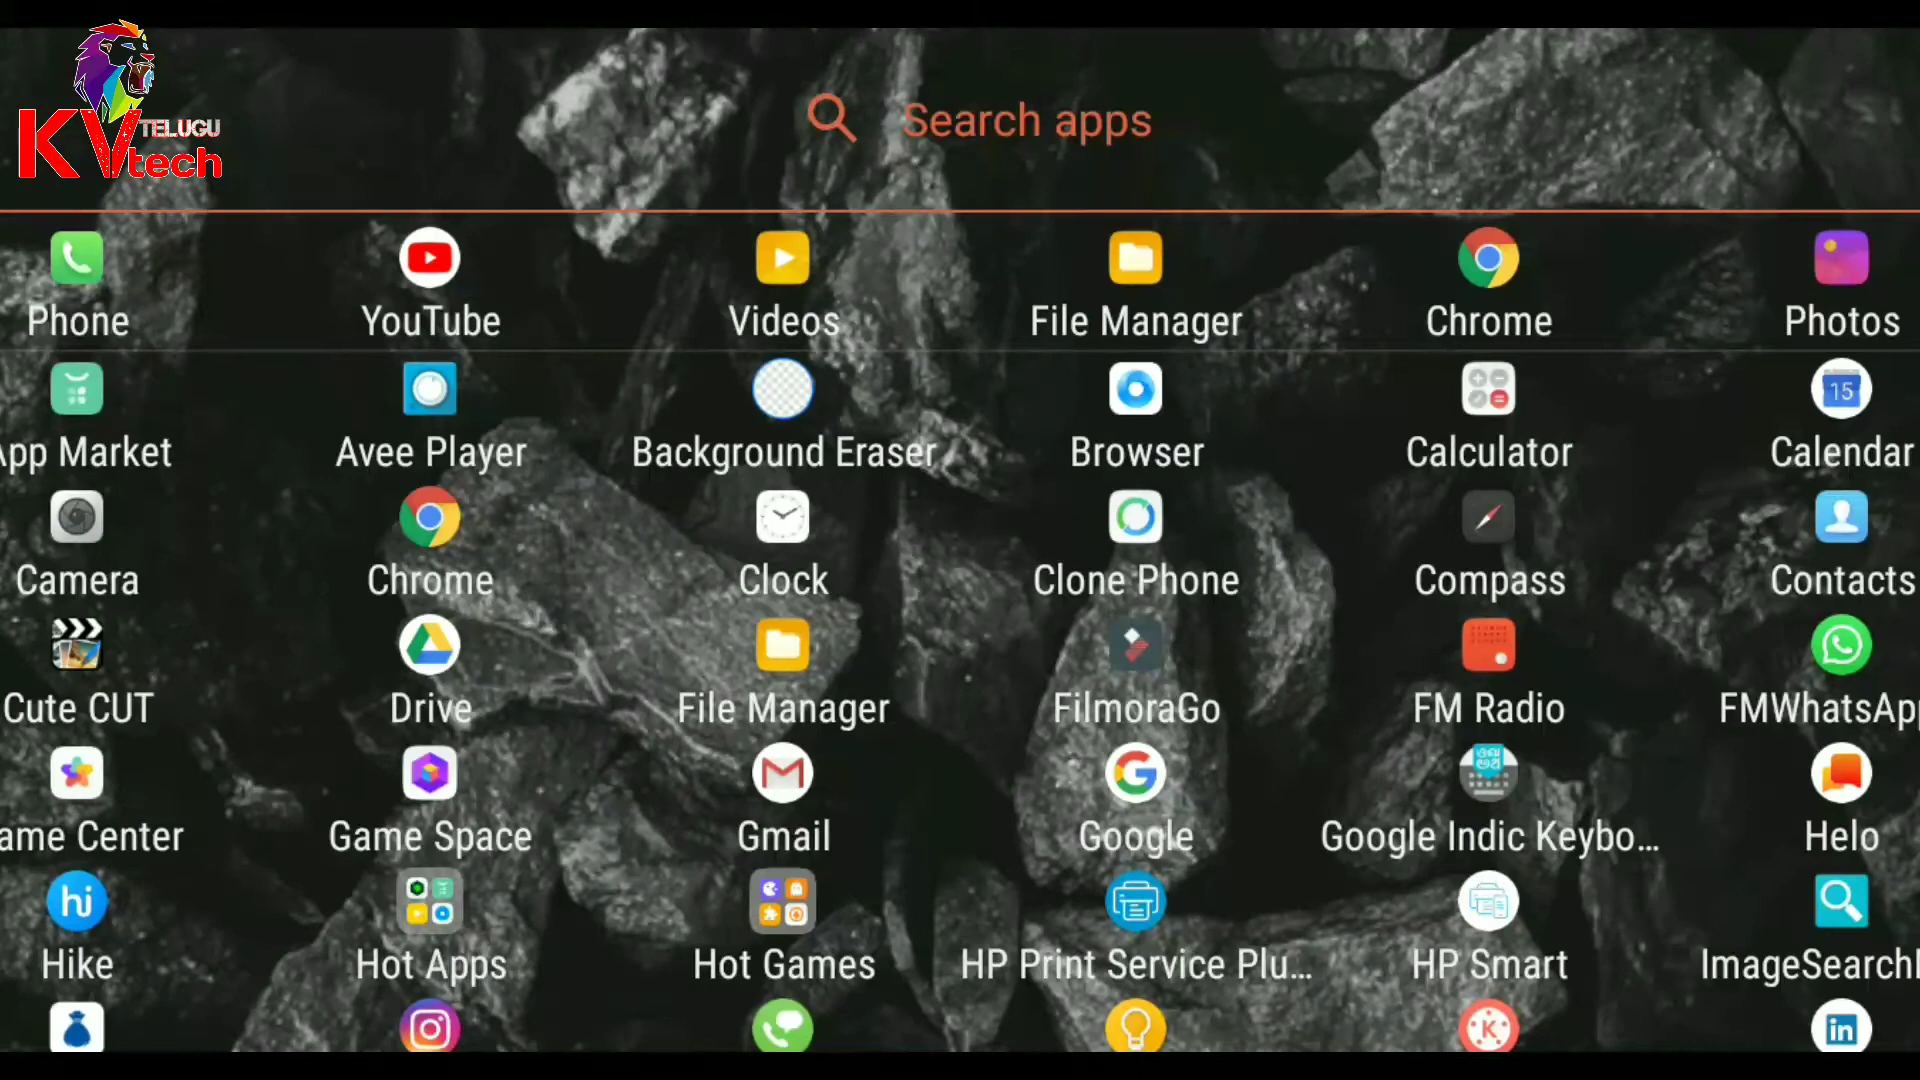 TELUGU
KV tech
Search apps
Phone
YouTube
Videos
File Manager
Chrome
Photos
App Market
Avee Player
Background Eraser
Browser
Calculator
15
Calendar
Camera
Chrome
Clock
Clone Phone
Compass
Contacts
Cute CUT
Drive
File Manager
FilmoraGo
FM Radio
FMWhatsApp
ame Center
Game Space
Gmail
Google
Google Indic Keybo...
Helo
hi
Hike
Hot Apps
Hot Games
HP Print Service Plu...
HP Smart
ImageSearch
K
in